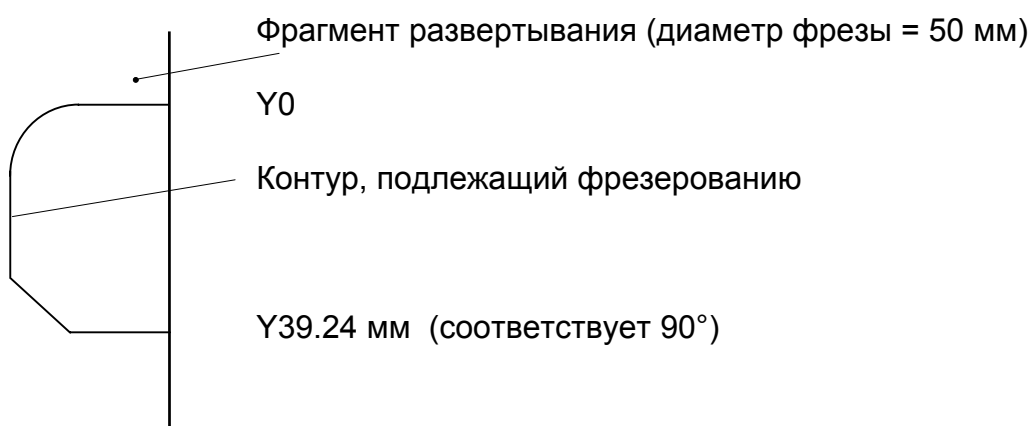 Фрагмент развертывания (диаметр фрезы = 50 мм)
Y0
Контур, подлежащий фрезерованию
Y39.24 мм (соответствует 90°)